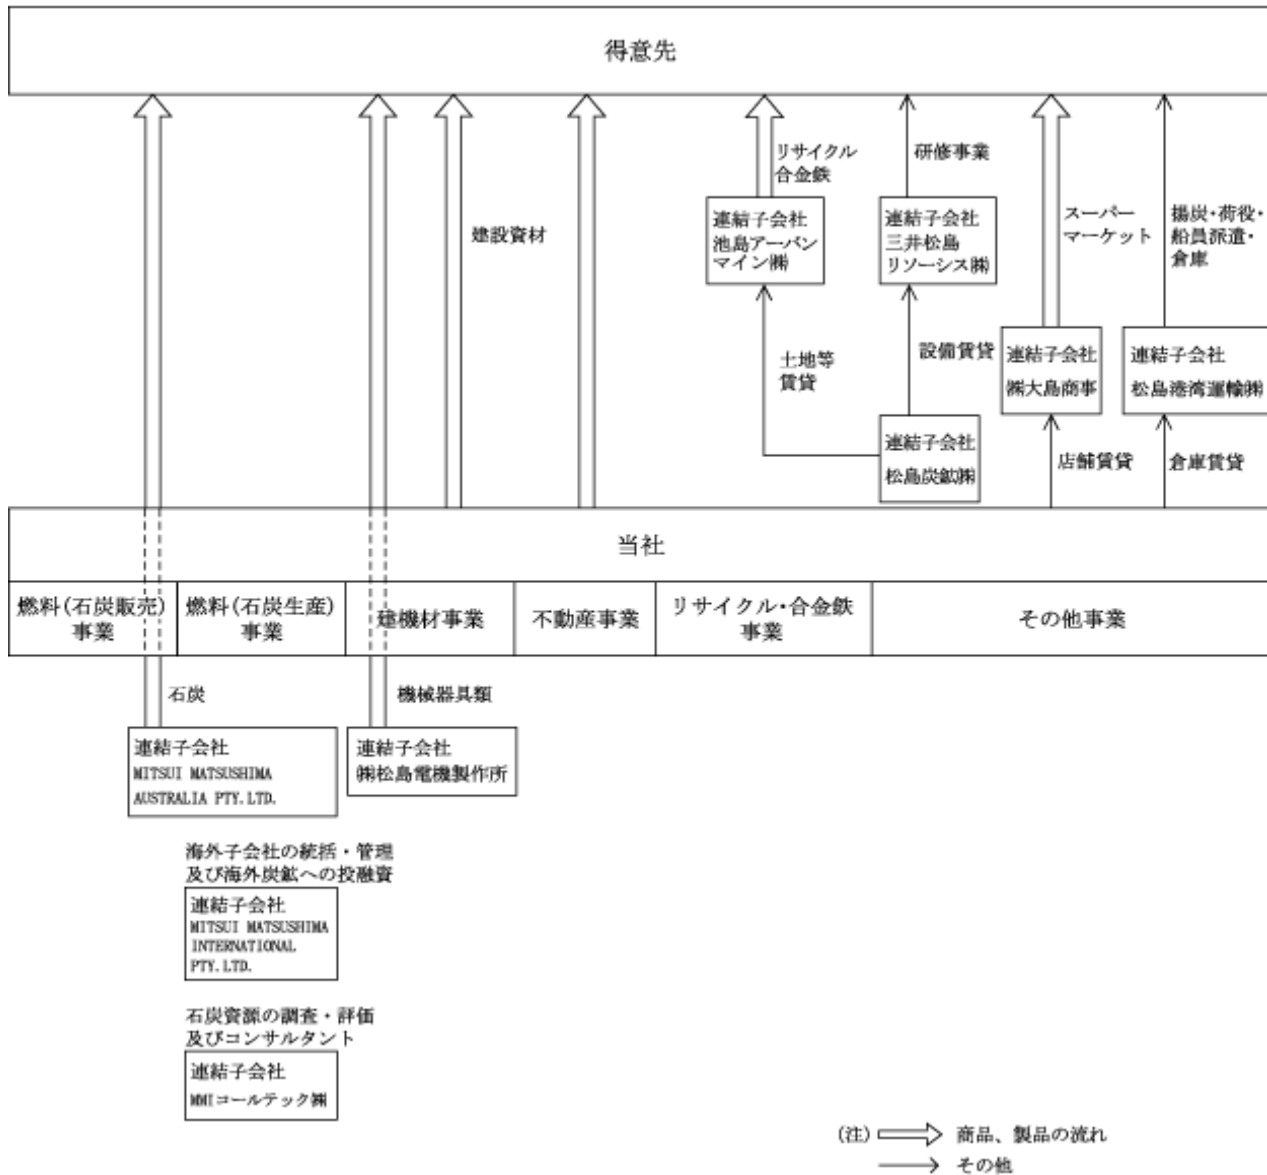 得意先
リサイクル
合金鉄
研修事業
建設資材
スーパー
マーケット
揚炭・荷役・
船員派遣・
倉庫
連結子会社
池島アーバン
マイン㈱
連結子会社
三井松島
リソーシス㈱
土地等
賃貸
設備賃貸
連結子会社
㈱大島商事
連結子会社
松島港湾運輸㈱
連結子会社
松島炭鉱㈱
店舗賃貸
倉庫賃貸
当社
燃料(石炭販売)
事業
燃料(石炭生産)
事業
建機材事業
不動産事業
リサイクル・合金鉄
事業
その他事業
石炭
機械器具類
連結子会社
MITSUI MATSUSHIMA
AUSTRALIA PTY.LTD.
連結子会社
㈱松島電機製作所
海外子会社の統括・管理
及び海外炭鉱への投融資
連結子会社
MITSUI MATSUSHIMA
INTERNATIONAL
PTY.LTD.
石炭資源の調査・評価
及びコンサルタント
連結子会社
MMIコールテック㈱
(注) 商品、製品の流れ
その他